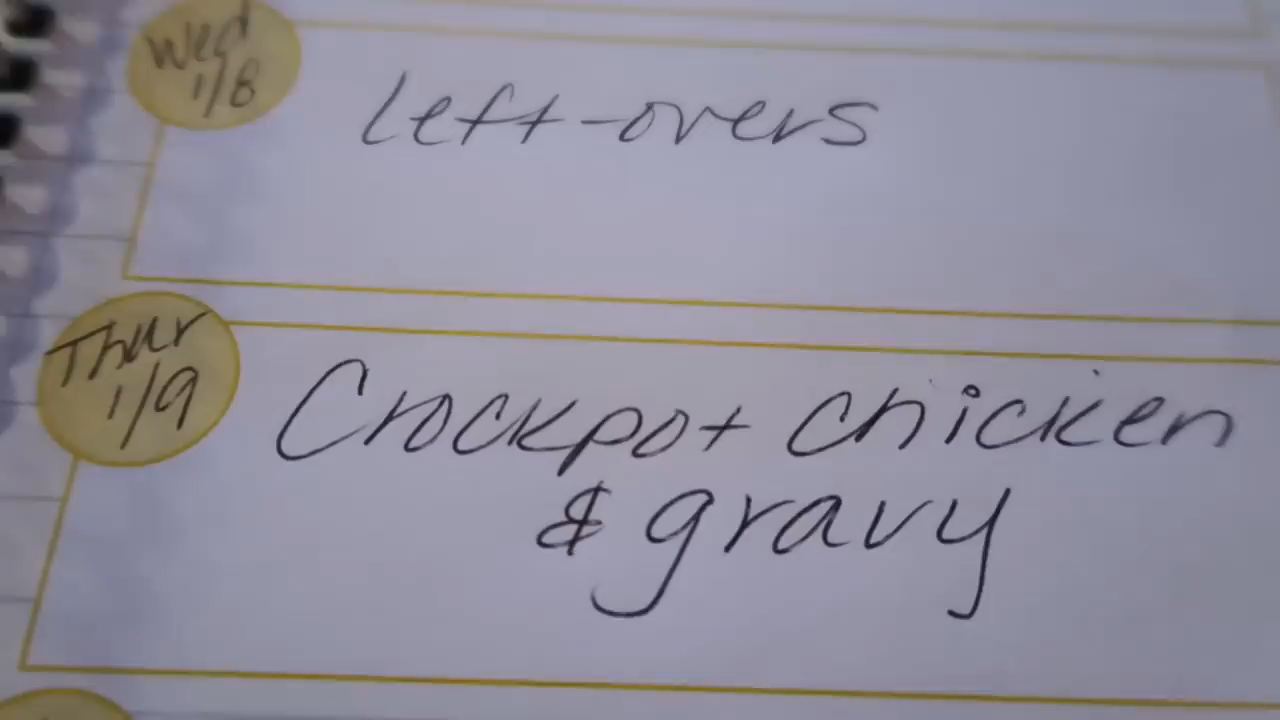 Wed
1/8
Left-overs
Thur
1/9
Crockpot chicken
& gravy